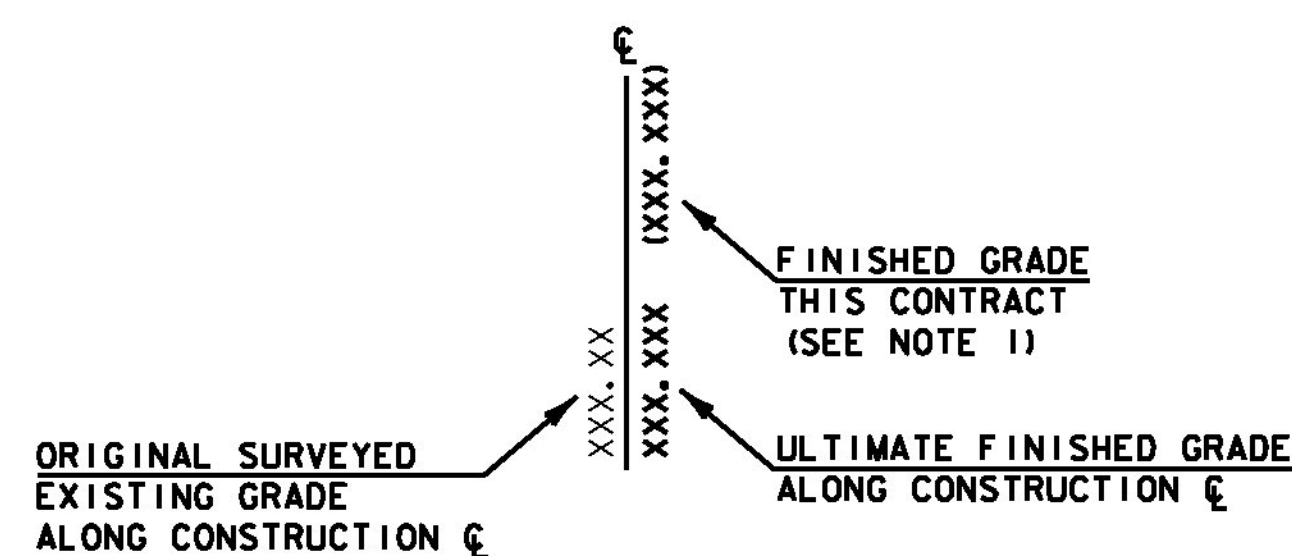 ℄
(XXX.XXX)
FINISHED GRADE
THIS CONTRACT
(SEE NOTE 1)
XXX.XX
XXX.XXX
ORIGINAL SURVEYED
EXISTING GRADE
ALONG CONSTRUCTION ℄
ULTIMATE FINISHED GRADE
ALONG CONSTRUCTION ℄